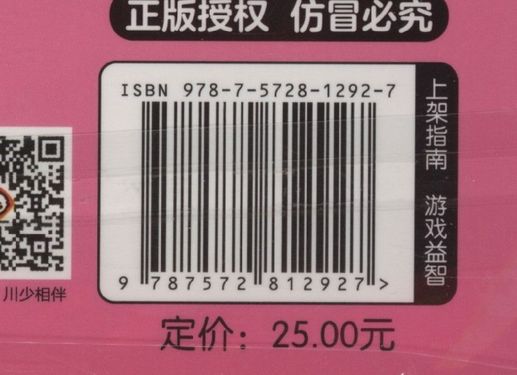 正版授权 仿冒必究
ISBN 978-7-5728-1292-7
9 787572 812927 >
上架指南 游戏益智
川少相伴
定价：25.00元